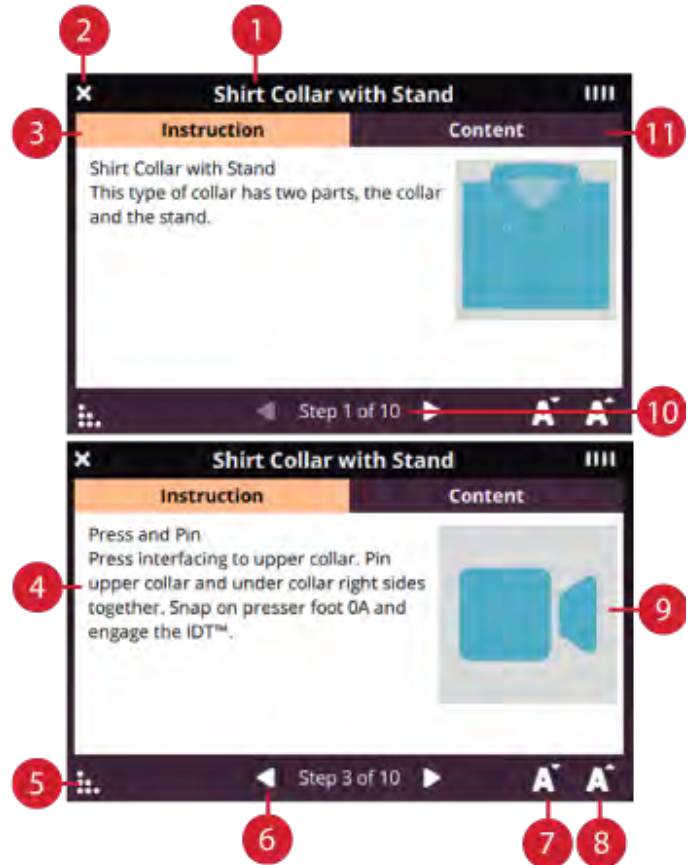 2
1
Shirt Collar with Stand
3
Instruction
Content
11
Shirt Collar with Stand
This type of collar has two parts, the collar
and the stand.
Step 1 of 10
A
A
10
Shirt Collar with Stand
Instruction
Content
Press and Pin
4
Press interfacing to upper collar. Pin
upper collar and under collar right sides
together. Snap on presser foot 0A and
engage the IDT™.
9
5
Step 3 of 10
A
A
6
7
8